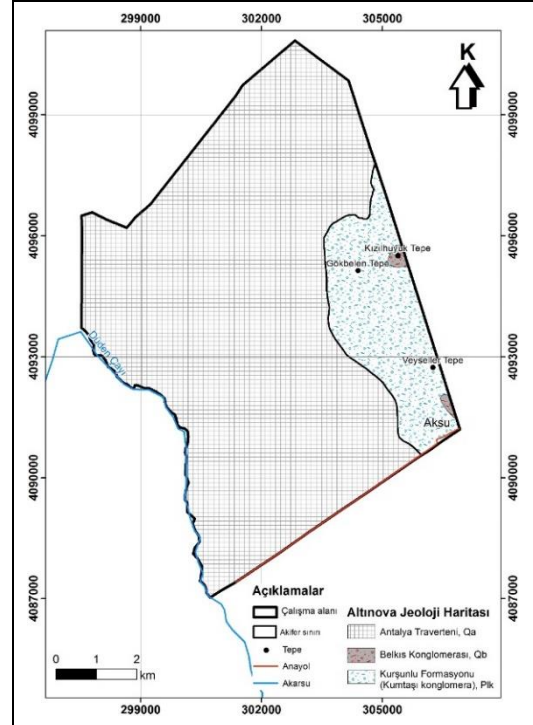 299000 302000 305000
K
4099000 4099000
4096000 4096000
Kızılhüyük Tepe
Gökbelen Tepe
4093000 4093000
Düden Çayı
Veyseller Tepe
Aksu
4090000 4090000
4087000 4087000
Açıklamalar
Çalışma alanı
Akifer sınırı
Tepe
Anayol
Akarsu
Altınova Jeoloji Haritası
Antalya Traverteni, Qa
Belkıs Konglomerası, Qb
Kurşunlu Formasyonu
(Kumtaşı konglomera), Plk
0 1 2
km
299000 302000 305000